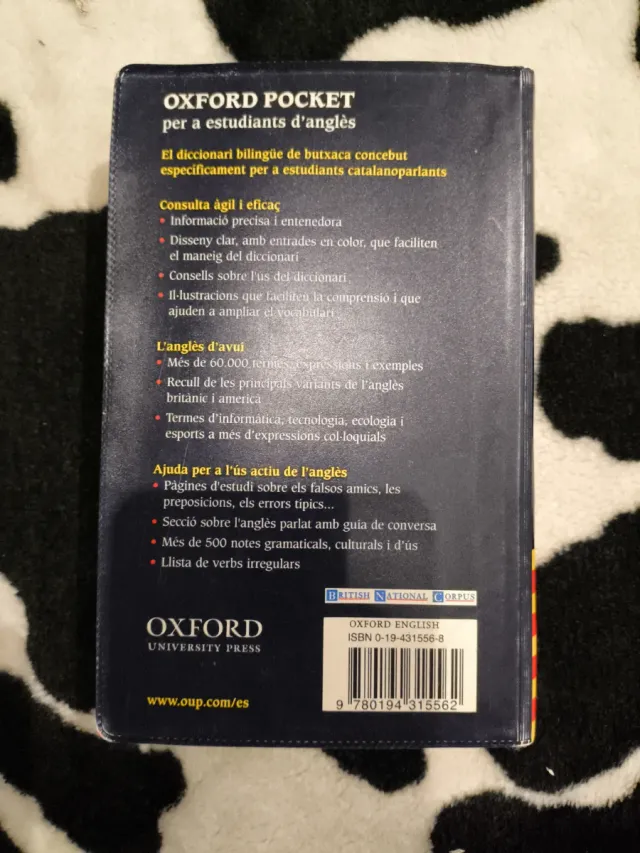 OXFORD POCKET
per a estudiants d'anglès
El diccionari bilingüe de butxaca concebut
específicament per a estudiants catalanoparlants
Consulta àgil i eficaç
• Informació precisa i entenedora
• Disseny clar, amb entrades en color, que faciliten
el maneig del diccionari
• Consells sobre l'ús del diccionari
• Il·lustracions que faciliten la comprensió i que
ajuden a ampliar el vocabulari
L'anglès d'avui
• Més de 60.000 termes, expressions i exemples
• Recull de les principals variants de l'anglès
britànic i americà
• Termes d'informàtica, tecnologia, ecologia i
esports a més d'expressions col·loquials
Ajuda per a l'ús actiu de l'anglès
• Pàgines d'estudi sobre els falsos amics, les
preposicions, els errors típics...
• Secció sobre l'anglès parlat amb guia de conversa
• Més de 500 notes gramaticals, culturals i d'ús
• Llista de verbs irregulars
BRITISH NATIONAL CORPUS
OXFORD
UNIVERSITY PRESS
www.oup.com/es
OXFORD ENGLISH
ISBN 0-19-431556-8
9 780194 315562